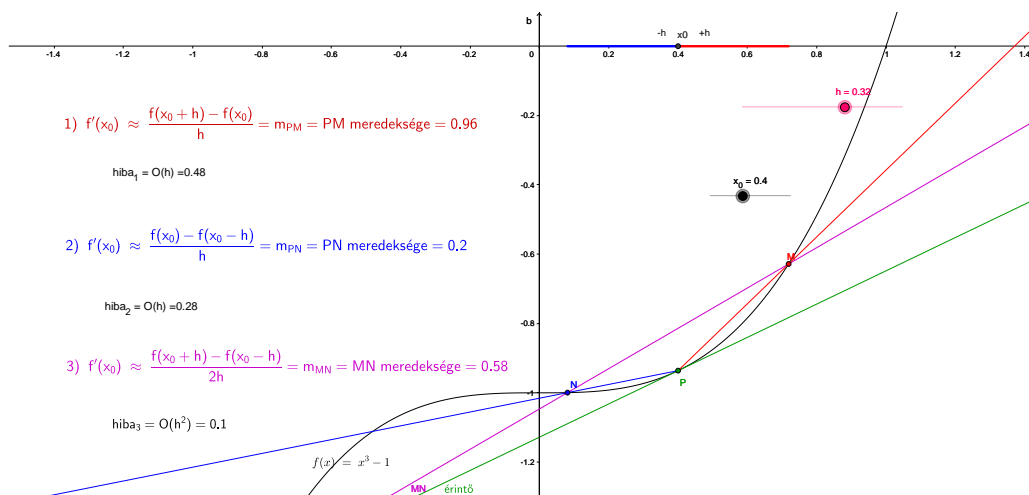 b
-h x0 +h
-1.4 -1.2 -1 -0.8 -0.6 -0.4 -0.2 0 0.2 0.4 0.6 0.8 1 1.2 1.4
h = 0.32
1) f′(x₀) ≈ f(x₀ + h) − f(x₀) / h = m_PM = PM meredeksége = 0.96
-0.2
hiba₁ = O(h) =0.48
x₀ = 0.4
-0.4
2) f′(x₀) ≈ f(x₀) − f(x₀ − h) / h = m_PN = PN meredeksége = 0.2
-0.6
M
hiba₂ = O(h) =0.28
-0.8
3) f′(x₀) ≈ f(x₀ + h) − f(x₀ − h) / 2h = m_MN = MN meredeksége = 0.58
N
P
-1
hiba₃ = O(h²) = 0.1
f(x) = x³ − 1
-1.2
MN érintő